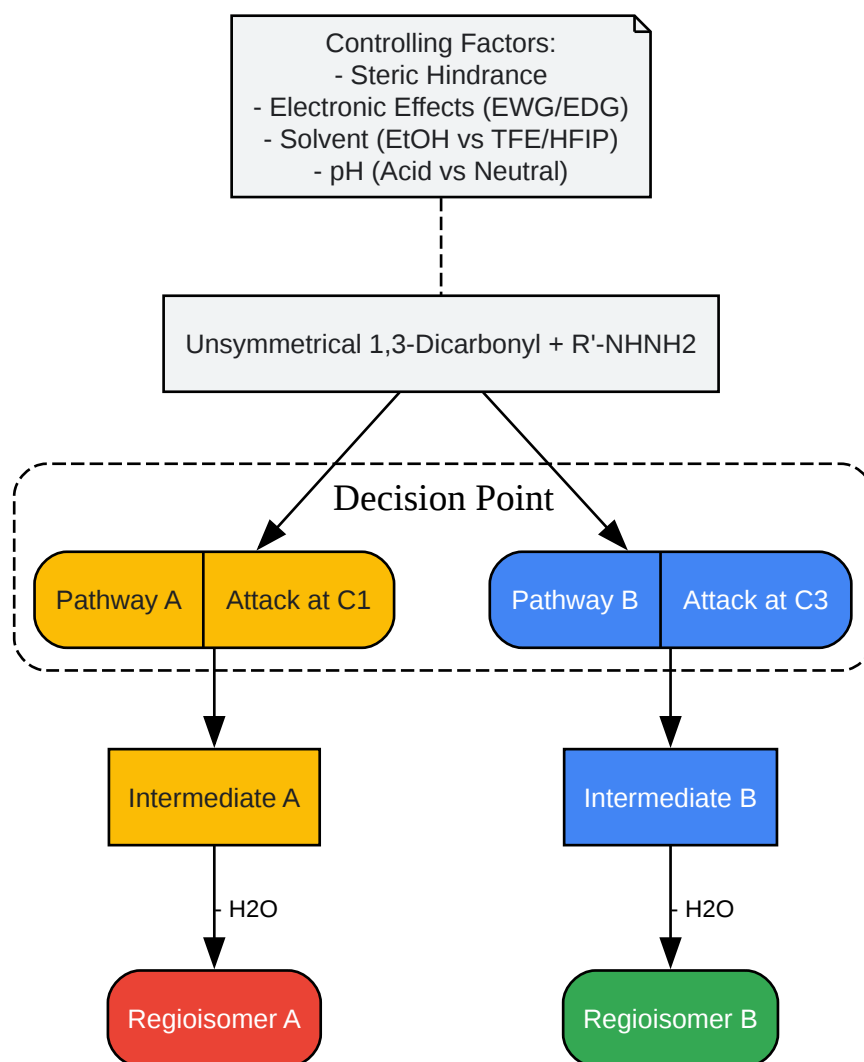 Controlling Factors:
- Steric Hindrance
- Electronic Effects (EWG/EDG)
- Solvent (EtOH vs TFE/HFIP)
- pH (Acid vs Neutral)
Unsymmetrical 1,3-Dicarbonyl + R'-NHNH2
Decision Point
Pathway A
Attack at C1
Pathway B
Attack at C3
Intermediate A
Intermediate B
- H2O
- H2O
Regioisomer A
Regioisomer B